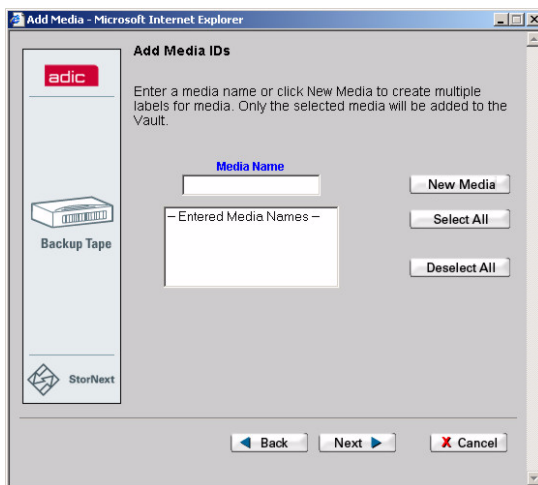 Add Media - Microsoft Internet Explorer
adic
Backup Tape
StorNext
Add Media IDs
Enter a media name or click New Media to create multiple
labels for media. Only the selected media will be added to the
Vault.
Media Name
New Media
– Entered Media Names –
Select All
Deselect All
Back
Next
X Cancel